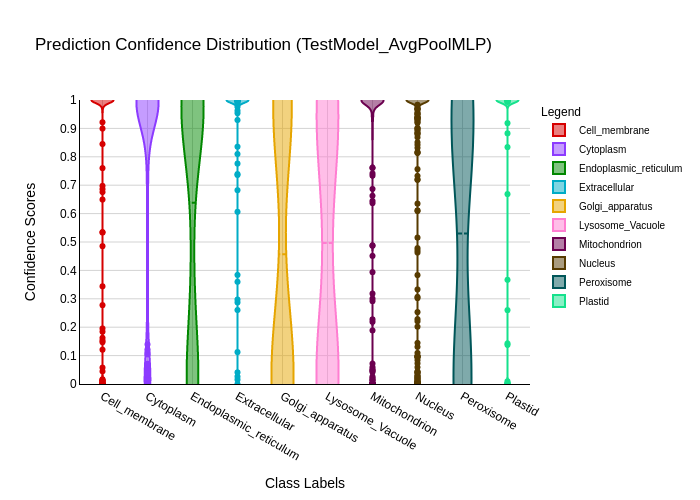 Prediction Confidence Distribution (TestModel_AvgPoolMLP)
Confidence Scores
1
0.9
0.8
0.7
0.6
0.5
0.4
0.3
0.2
0.1
0
Cell_membrane
Cytoplasm
Endoplasmic_reticulum
Extracellular
Golgi_apparatus
Lysosome_Vacuole
Mitochondrion
Nucleus
Peroxisome
Plastid
Class Labels
Legend
Cell_membrane
Cytoplasm
Endoplasmic_reticulum
Extracellular
Golgi_apparatus
Lysosome_Vacuole
Mitochondrion
Nucleus
Peroxisome
Plastid